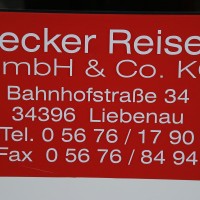 ecker Reise
mbH & Co. K
Bahnhofstraße 34
34396 Liebenau
Tel. 0 56 76 / 17 90
Fax 0 56 76 / 84 94